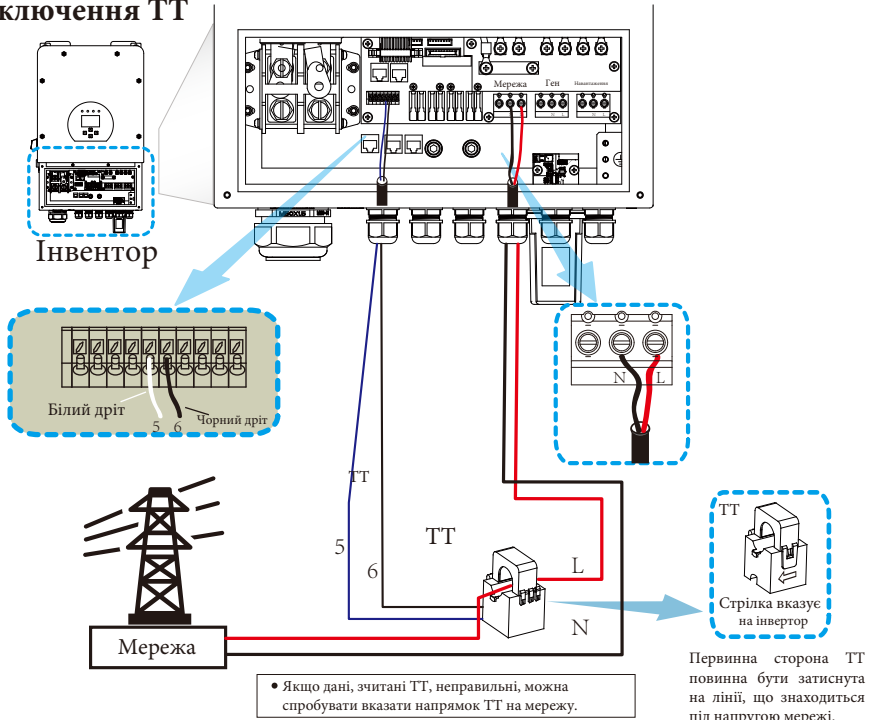 ключення ТТ
Мережа
Ген
Навантаження
Інвентор
N L
Білий дріт
Чорний дріт
5 6
ТТ
ТТ
5
6
L
N
ТТ
Стрілка вказує
на інвертор
Мережа
Первинна сторона ТТ
повинна бути затиснута
на лінії, що знаходиться
під напругою мережі.
• Якщо дані, зчитані ТТ, неправильні, можна
спробувати вказати напрямок ТТ на мережу.